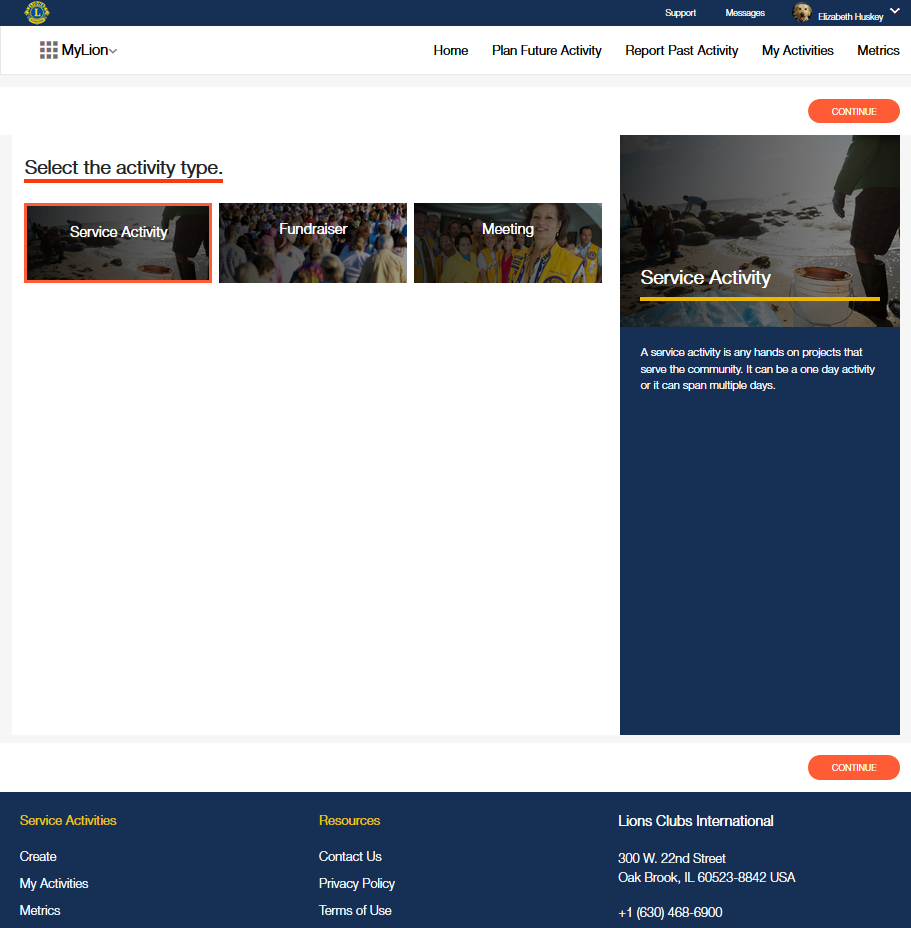 Support Messages Elizabeth Huskey
MyLion Home Plan Future Activity Report Past Activity My Activities Metrics
CONTINUE
Select the activity type.
Service Activity Fundraiser Meeting
Service Activity
A service activity is any hands on projects that
serve the community. It can be a one day activity
or it can span multiple days.
CONTINUE
Service Activities
Create
My Activities
Metrics
Resources
Contact Us
Privacy Policy
Terms of Use
Lions Clubs International
300 W. 22nd Street
Oak Brook, IL 60523-8842 USA
+1 (630) 468-6900